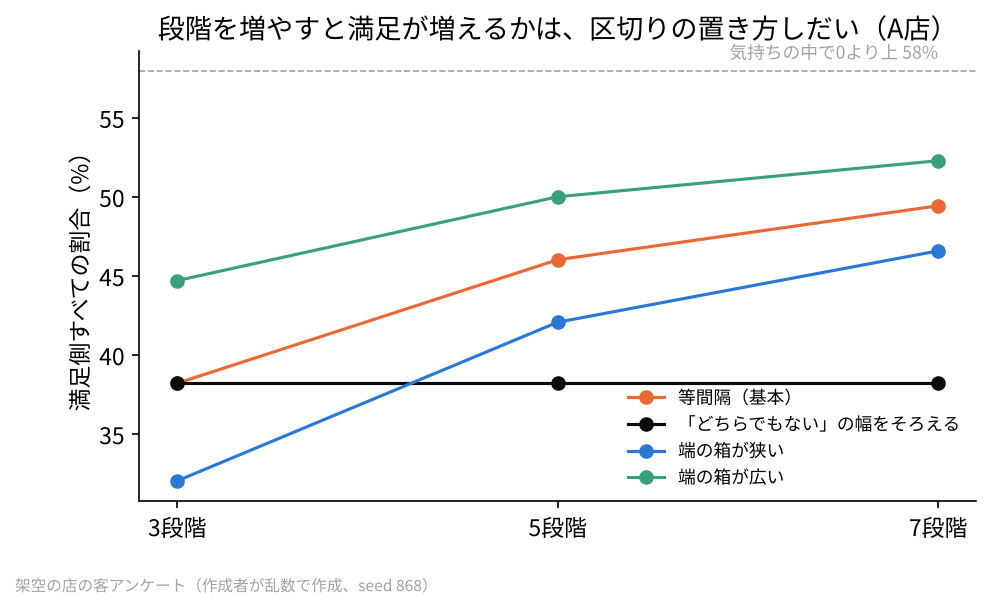 段階を増やすと満足が増えるかは、区切りの置き方しだい（A店）
気持ちの中で0より上 58%
満足側すべての割合（%）
55
50
45
40
35
等間隔（基本）
「どちらでもない」の幅をそろえる
端の箱が狭い
端の箱が広い
3段階
5段階
7段階
架空の店の客アンケート（作成者が乱数で作成、seed 868）